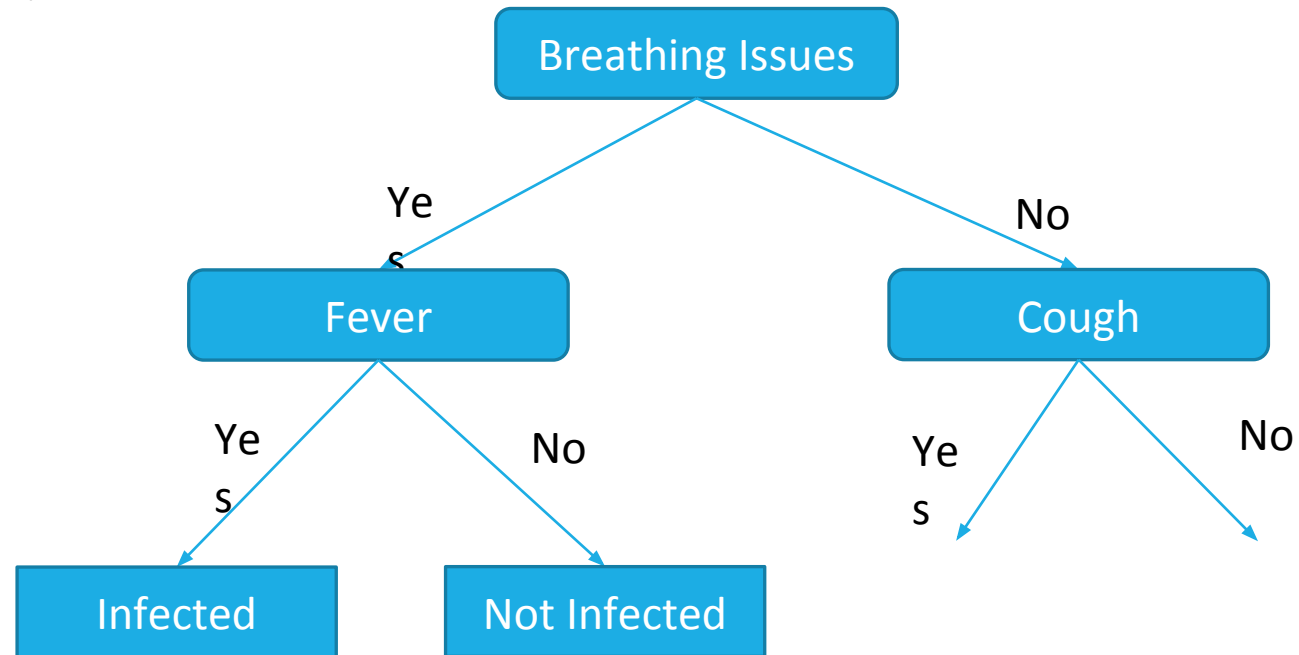 Breathing Issues
Ye
s
No
Fever
Cough
Ye
s
No
Ye
s
No
Infected
Not Infected